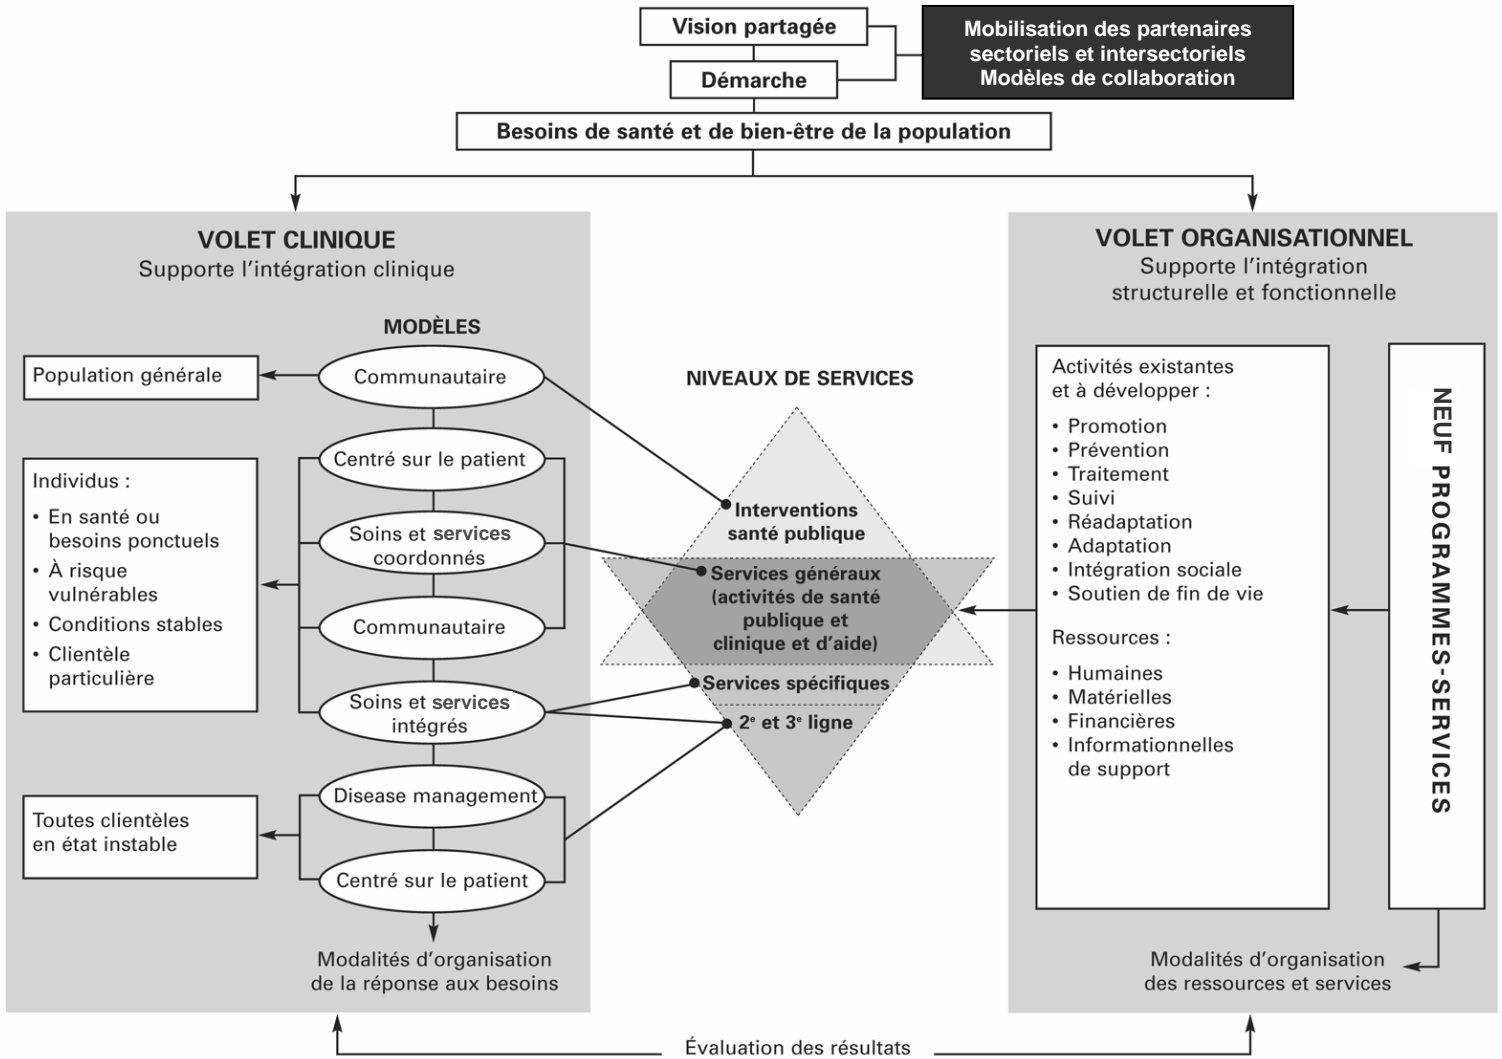 Vision partagée
Démarche
Mobilisation des partenaires
sectoriels et intersectoriels
Modèles de collaboration
Besoins de santé et de bien-être de la population
VOLET CLINIQUE
Supporte l’intégration clinique
MODÈLES
Population générale
Communautaire
Centré sur le patient
Individus :
• En santé ou
besoins ponctuels
• À risque
vulnérables
• Conditions stables
• Clientèle
particulière
Soins et services
coordonnés
Communautaire
Soins et services
intégrés
Disease management
Toutes clientèles
en état instable
Centré sur le patient
Modalités d’organisation
de la réponse aux besoins
NIVEAUX DE SERVICES
Interventions
santé publique
Services généraux
(activités de santé
publique et
clinique et d’aide)
Services spécifiques
2e et 3e ligne
VOLET ORGANISATIONNEL
Supporte l’intégration
structurelle et fonctionnelle
Activités existantes
et à développer :
• Promotion
• Prévention
• Traitement
• Suivi
• Réadaptation
• Adaptation
• Intégration sociale
• Soutien de fin de vie
Ressources :
• Humaines
• Matérielles
• Financières
• Informationnelles
de support
NEUF PROGRAMMES-SERVICES
Modalités d’organisation
des ressources et services
Évaluation des résultats